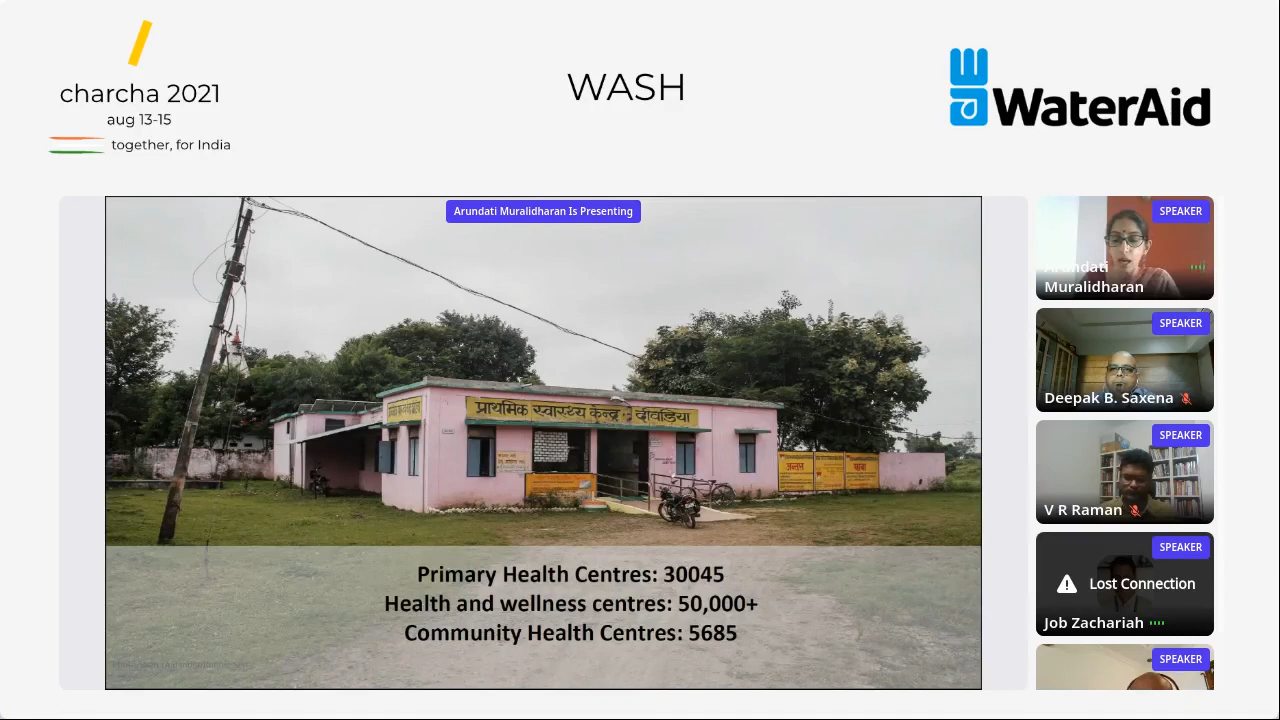 charcha 2021
aug 13-15
together, for India
WASH
WaterAid
Arundati Muralidharan Is Presenting
प्राथमिक स्वास्थ्य केन्द्र
Primary Health Centres: 30045
Health and wellness centres: 50,000+
Community Health Centres: 5685
SPEAKER
Arundati
Muralidharan
SPEAKER
Deepak B. Saxena
SPEAKER
V R Raman
SPEAKER
Lost Connection
Job Zachariah
SPEAKER